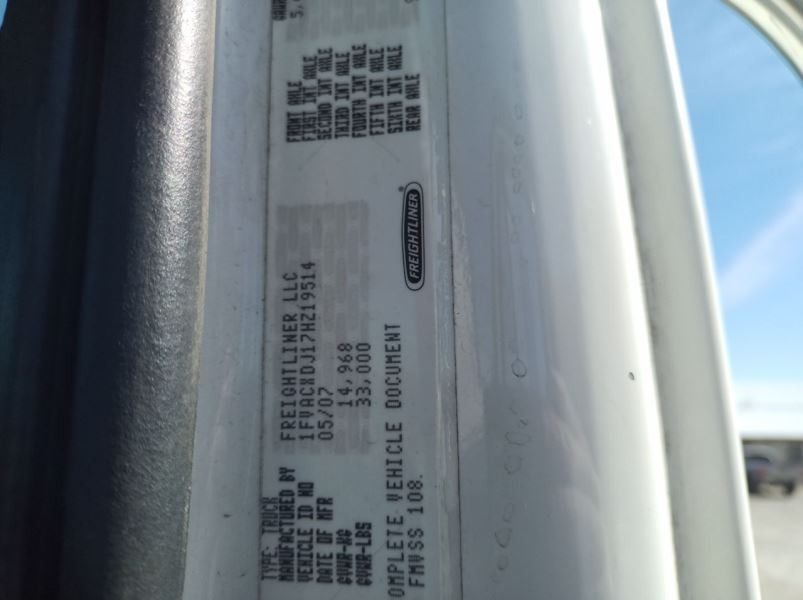 TYPE: TRUCK
MANUFACTURED BY FREIGHTLINER LLC
VEHICLE ID NO 1FVACXDJ17HZ19514
DATE OF MFR 05/07
GVWR-KG 14,968
GVWR-LBS 33,000
OMPLETE VEHICLE DOCUMENT
FMVSS 108.
FREIGHTLINER
FRONT AXLE
FIRST INT AXLE
SECOND INT AXLE
THIRD INT AXLE
FOURTH INT AXLE
FIFTH INT AXLE
SIXTH INT AXLE
REAR AXLE